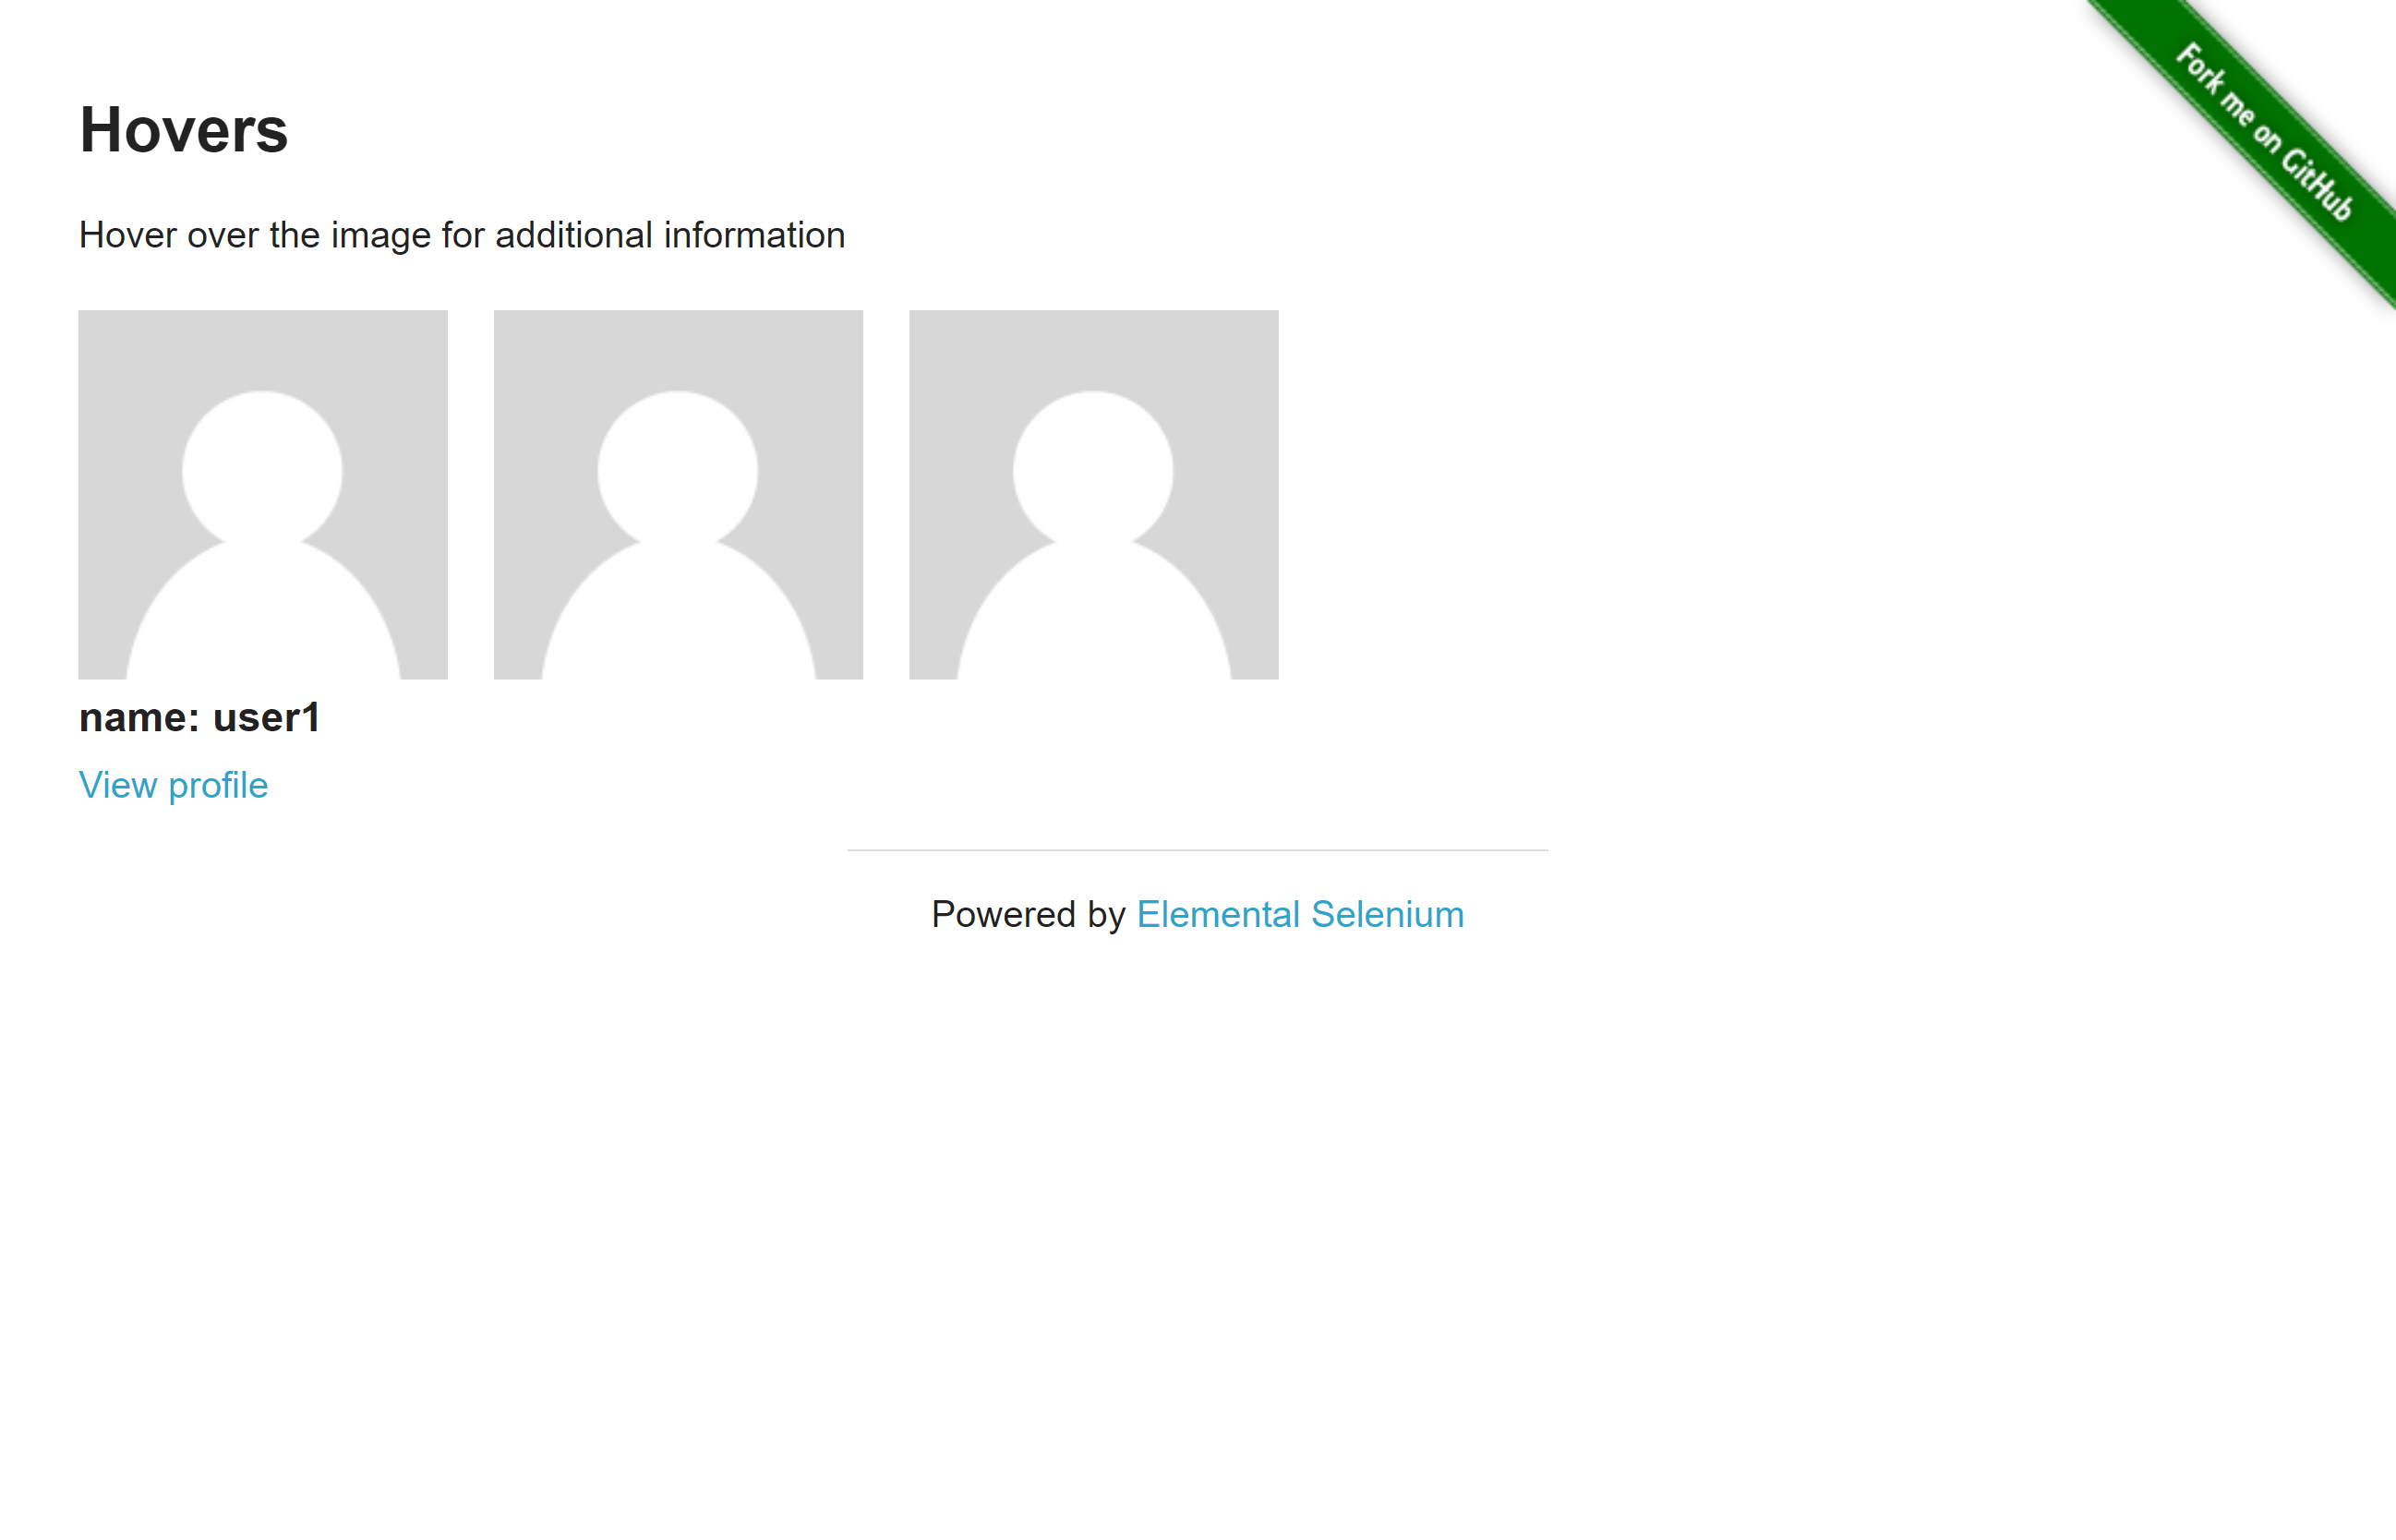 Fork me on GitHub
Hovers
Hover over the image for additional information
name: user1
View profile
Powered by Elemental Selenium